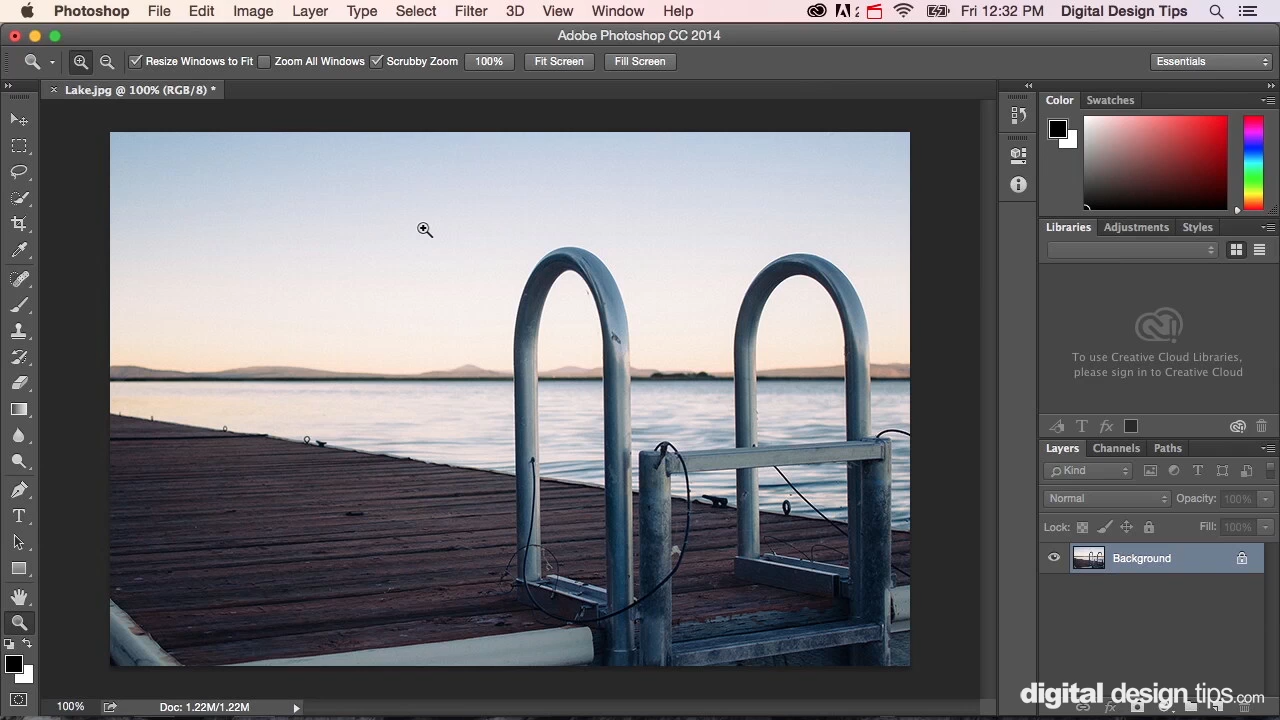 Photoshop File Edit Image Layer Type Select Filter 3D View Window Help Fri 12:32 PM Digital Design Tips
Adobe Photoshop CC 2014
Resize Windows to Fit Zoom All Windows Scrubby Zoom 100% Fit Screen Fill Screen Essentials
Lake.jpg @ 100% (RGB/8) *
Color Swatches
Libraries Adjustments Styles
To use Creative Cloud Libraries,
please sign in to Creative Cloud
Layers Channels Paths
Kind
Normal Opacity: 100%
Lock: Fill: 100%
Background
digital design tips.com
100% Doc: 1.22M/1.22M